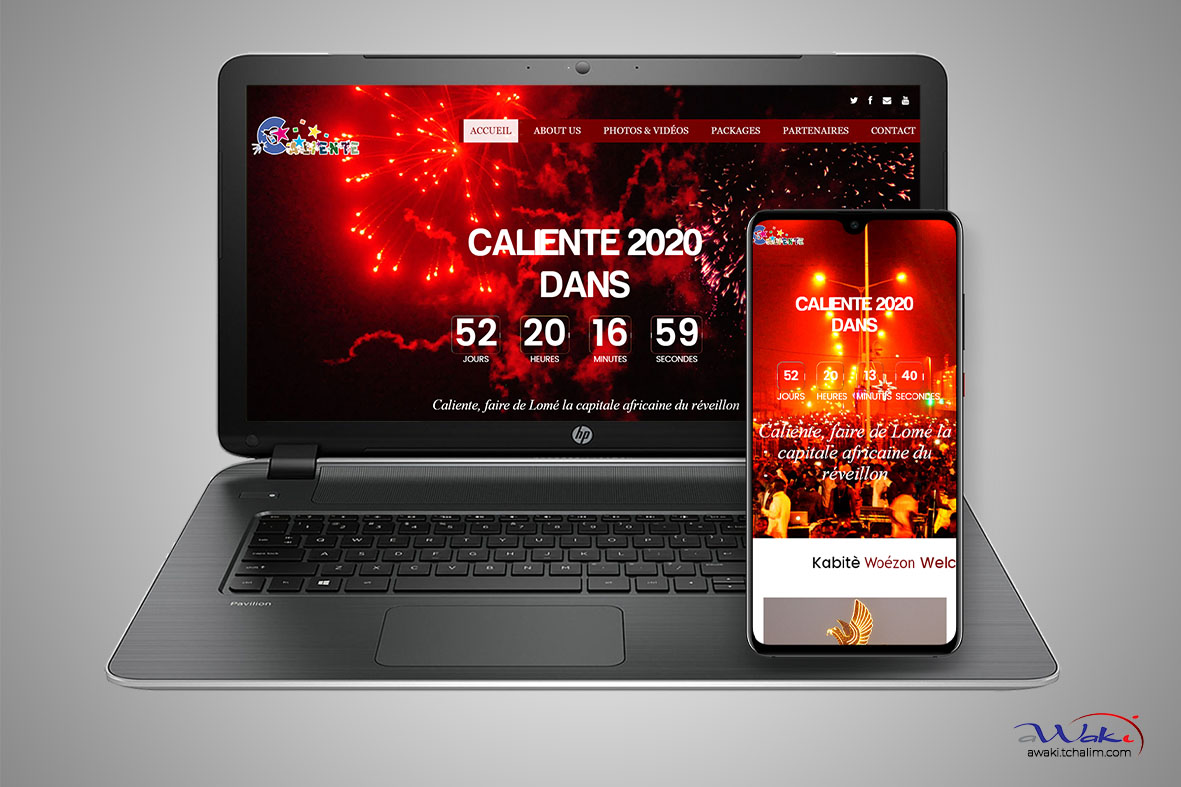 CALIENTE
ACCUEIL ABOUT US PHOTOS & VIDÉOS PACKAGES PARTENAIRES CONTACT
CALIENTE 2020
DANS
52 20 16 59
JOURS HEURES MINUTES SECONDES
Caliente, faire de Lomé la capitale africaine du réveillon
hp
Pavilion
CALIENTE
CALIENTE 2020
DANS
52 20 13 40
JOURS HEURES MINUTES SECONDES
Caliente, faire de Lomé la
capitale africaine du
réveillon
Kabitè Woézon Welc
aWaki
awaki.tchalim.com